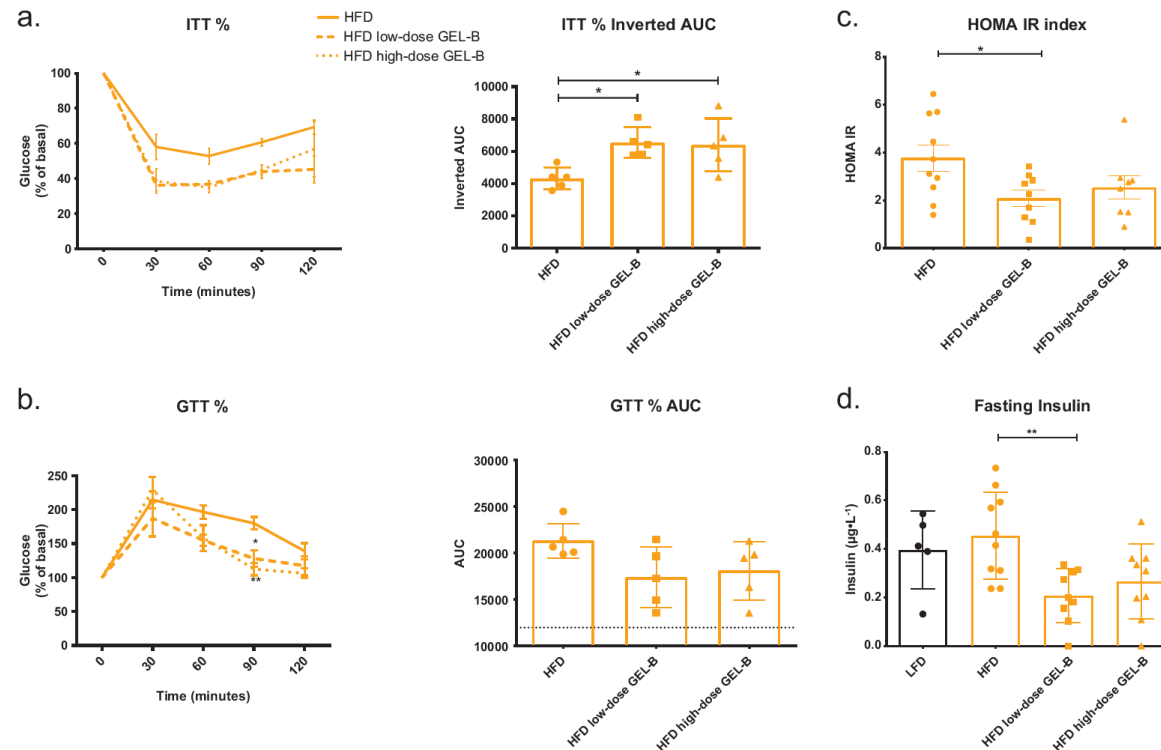 a.
ITT %
HFD
HFD low-dose GEL-B
HFD high-dose GEL-B
Glucose
(% of basal)
100
80
60
40
20
0
0
30
60
90
120
Time (minutes)
ITT % Inverted AUC
*
*
Inverted AUC
10000
8000
6000
4000
2000
0
HFD
HFD low-dose GEL-B
HFD high-dose GEL-B
c.
HOMA IR index
*
HOMA IR
8
6
4
2
0
HFD
HFD low-dose GEL-B
HFD high-dose GEL-B
b.
GTT %
Glucose
(% of basal)
250
200
150
100
50
0
*
**
0
30
60
90
120
Time (minutes)
GTT % AUC
AUC
30000
25000
20000
15000
10000
HFD
HFD low-dose GEL-B
HFD high-dose GEL-B
d.
Fasting Insulin
**
Insulin (µg•L⁻¹)
0.8
0.6
0.4
0.2
0.0
LFD
HFD
HFD low-dose GEL-B
HFD high-dose GEL-B